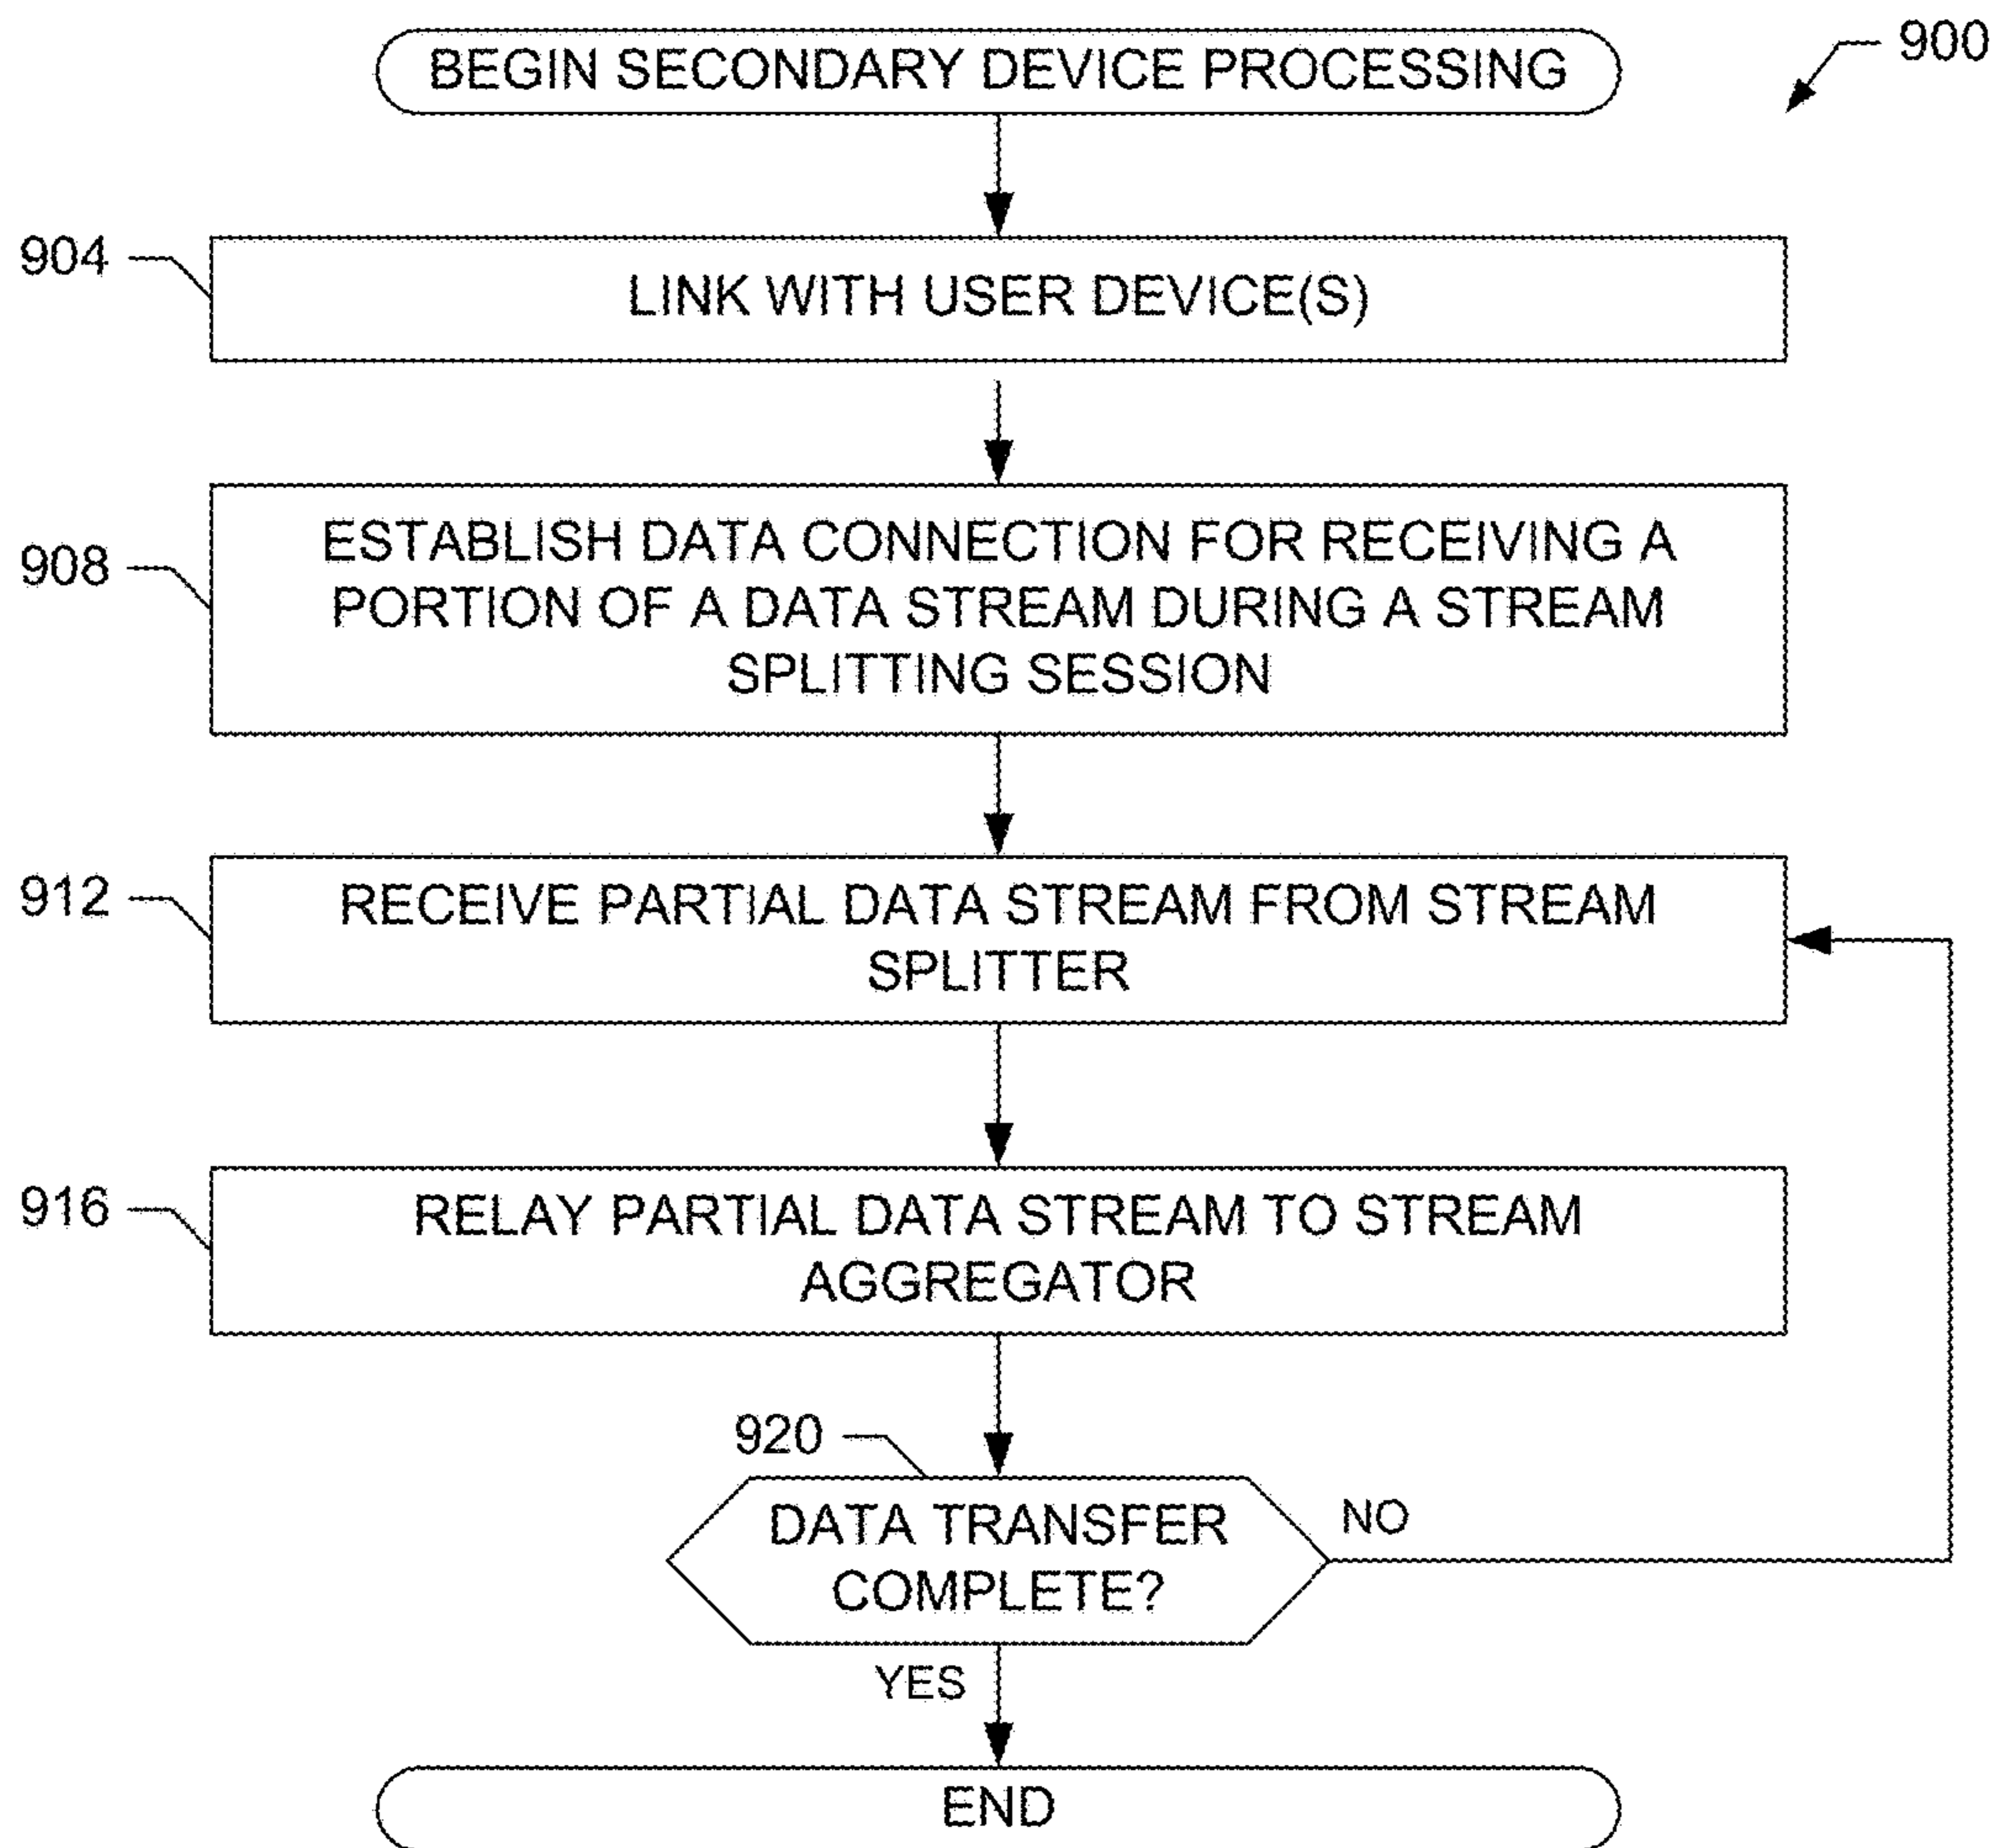 BEGIN SECONDARY DEVICE PROCESSING
900
904
LINK WITH USER DEVICE(S)
908
ESTABLISH DATA CONNECTION FOR RECEIVING A
PORTION OF A DATA STREAM DURING A STREAM
SPLITTING SESSION
912
RECEIVE PARTIAL DATA STREAM FROM STREAM
SPLITTER
916
RELAY PARTIAL DATA STREAM TO STREAM
AGGREGATOR
920
DATA TRANSFER
COMPLETE?
NO
YES
END